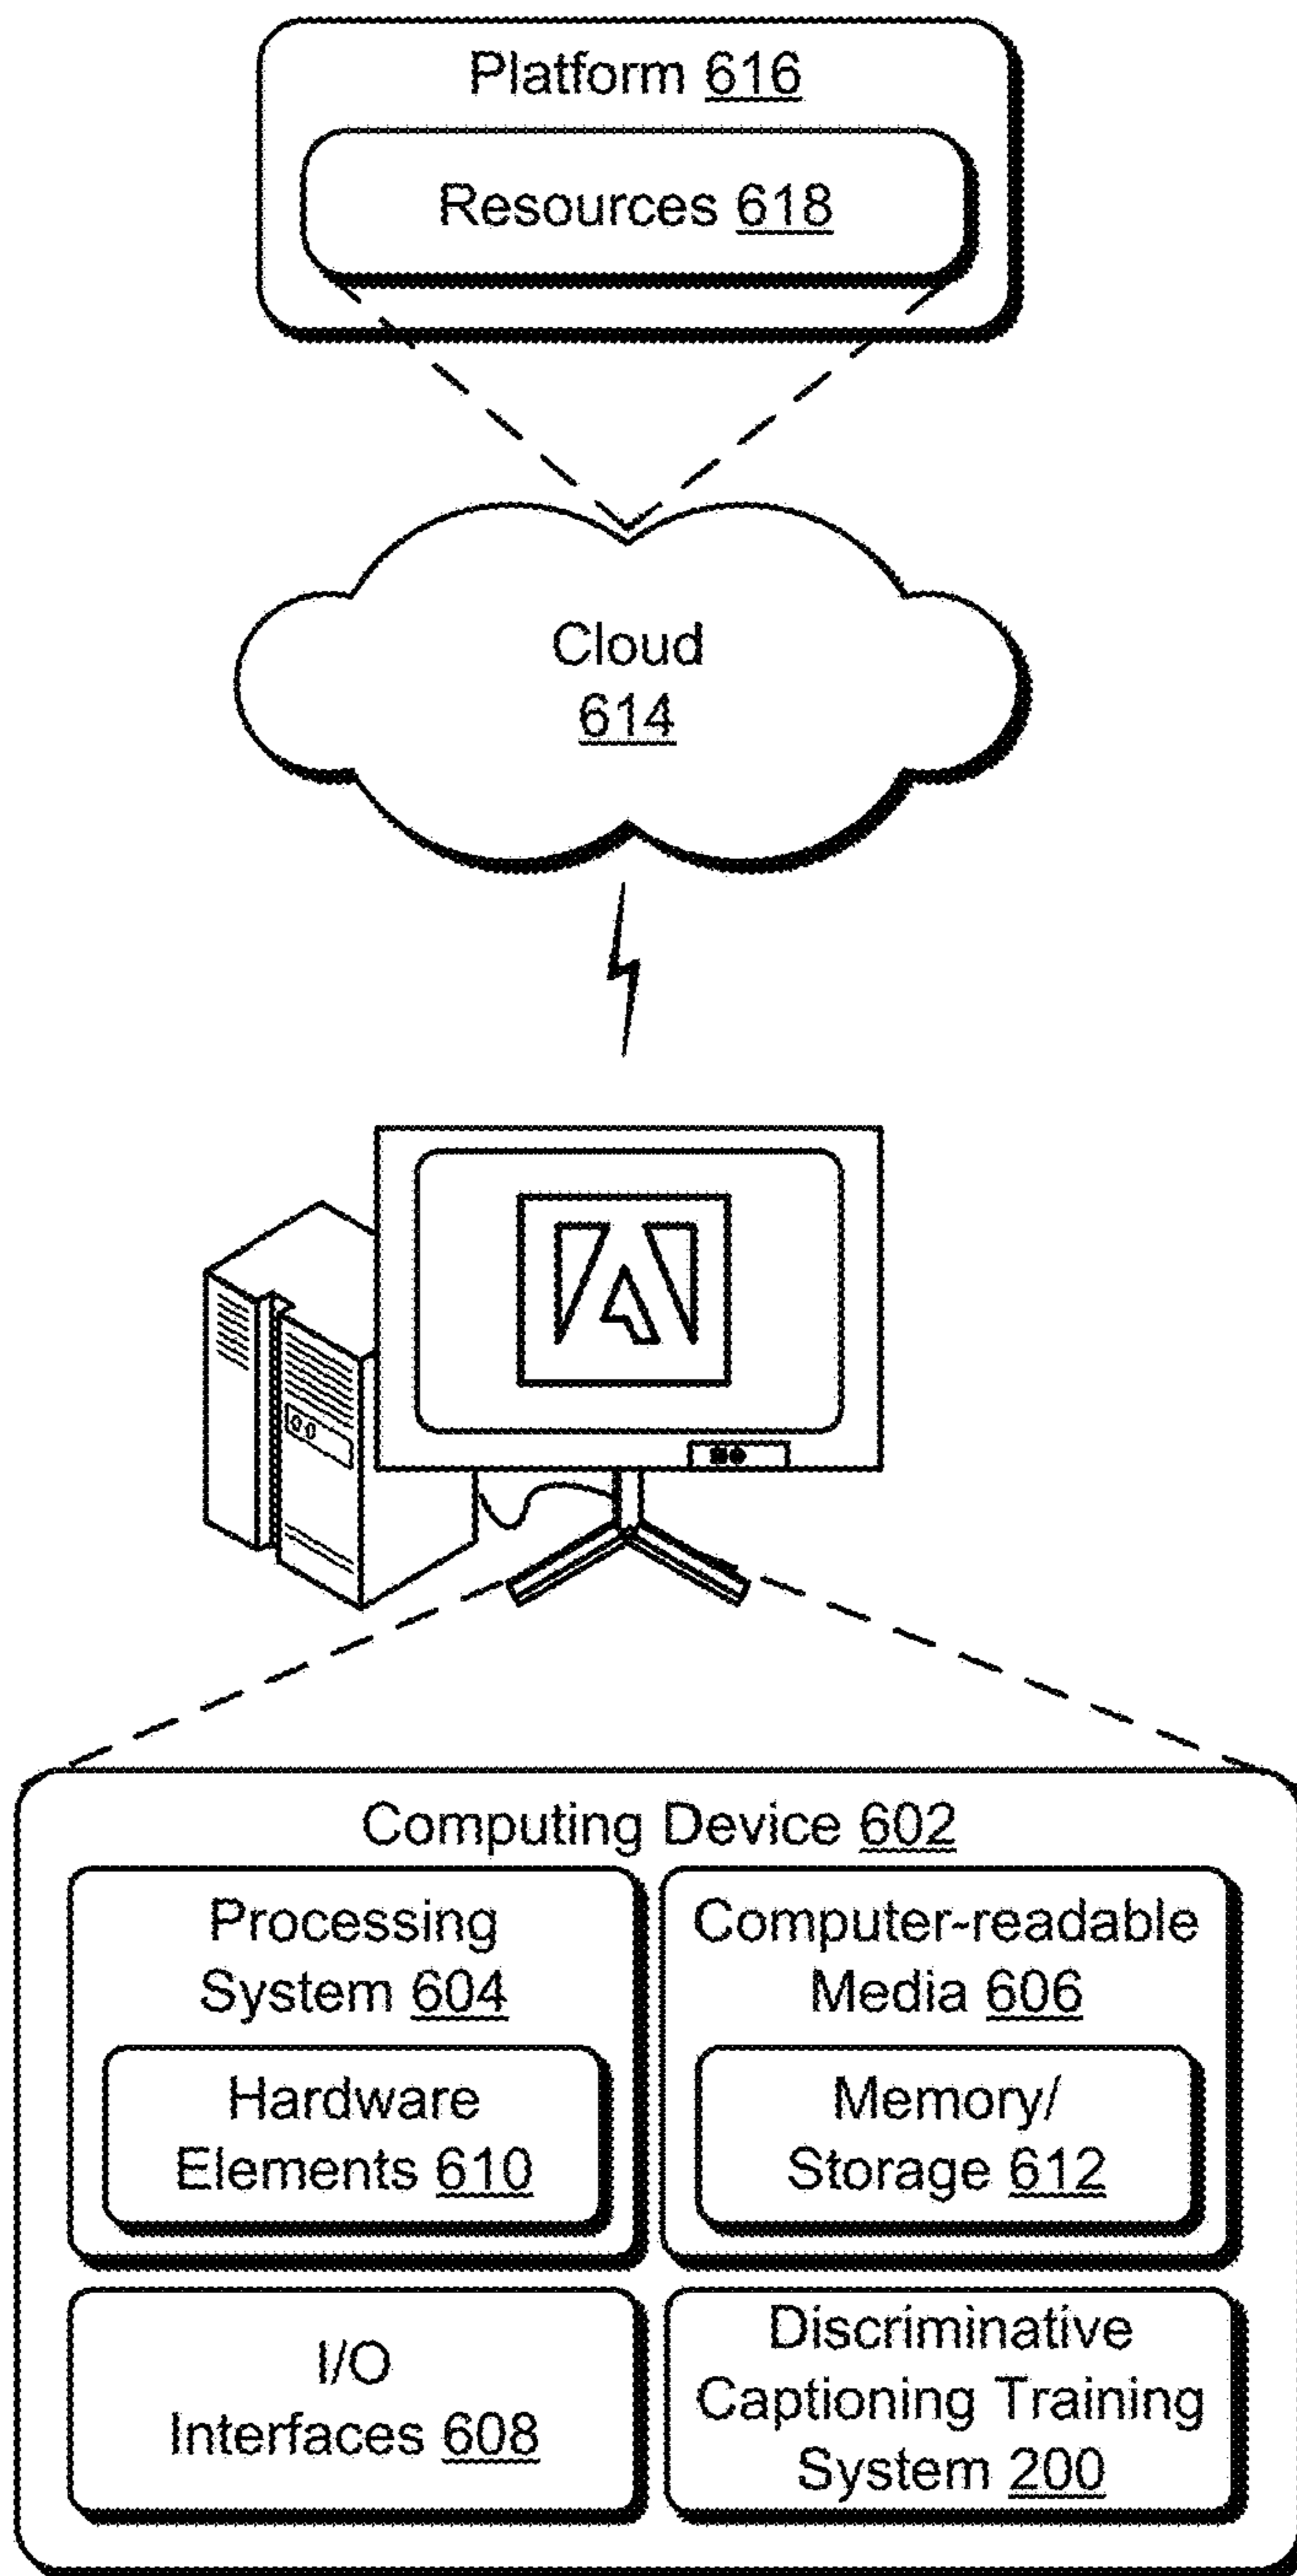 Platform 616
Resources 618
Cloud
614
Computing Device 602
Processing
System 604
Hardware
Elements 610
Computer-readable
Media 606
Memory/
Storage 612
I/O
Interfaces 608
Discriminative
Captioning Training
System 200